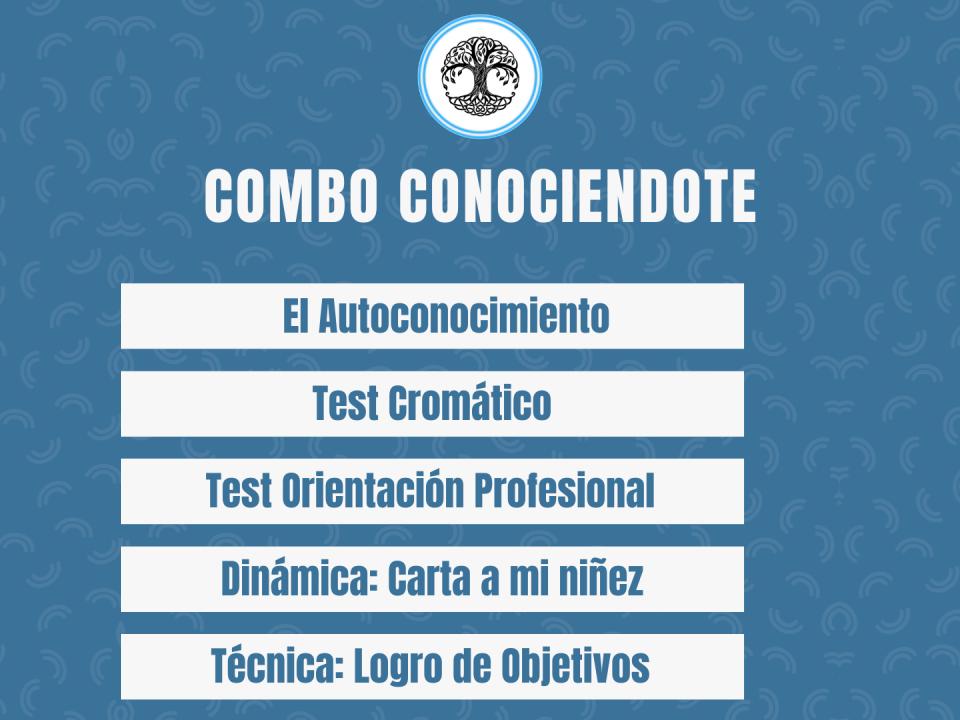 COMBO CONOCIENDOTE
El Autoconocimiento
Test Cromático
Test Orientación Profesional
Dinámica: Carta a mi niñez
Técnica: Logro de Objetivos